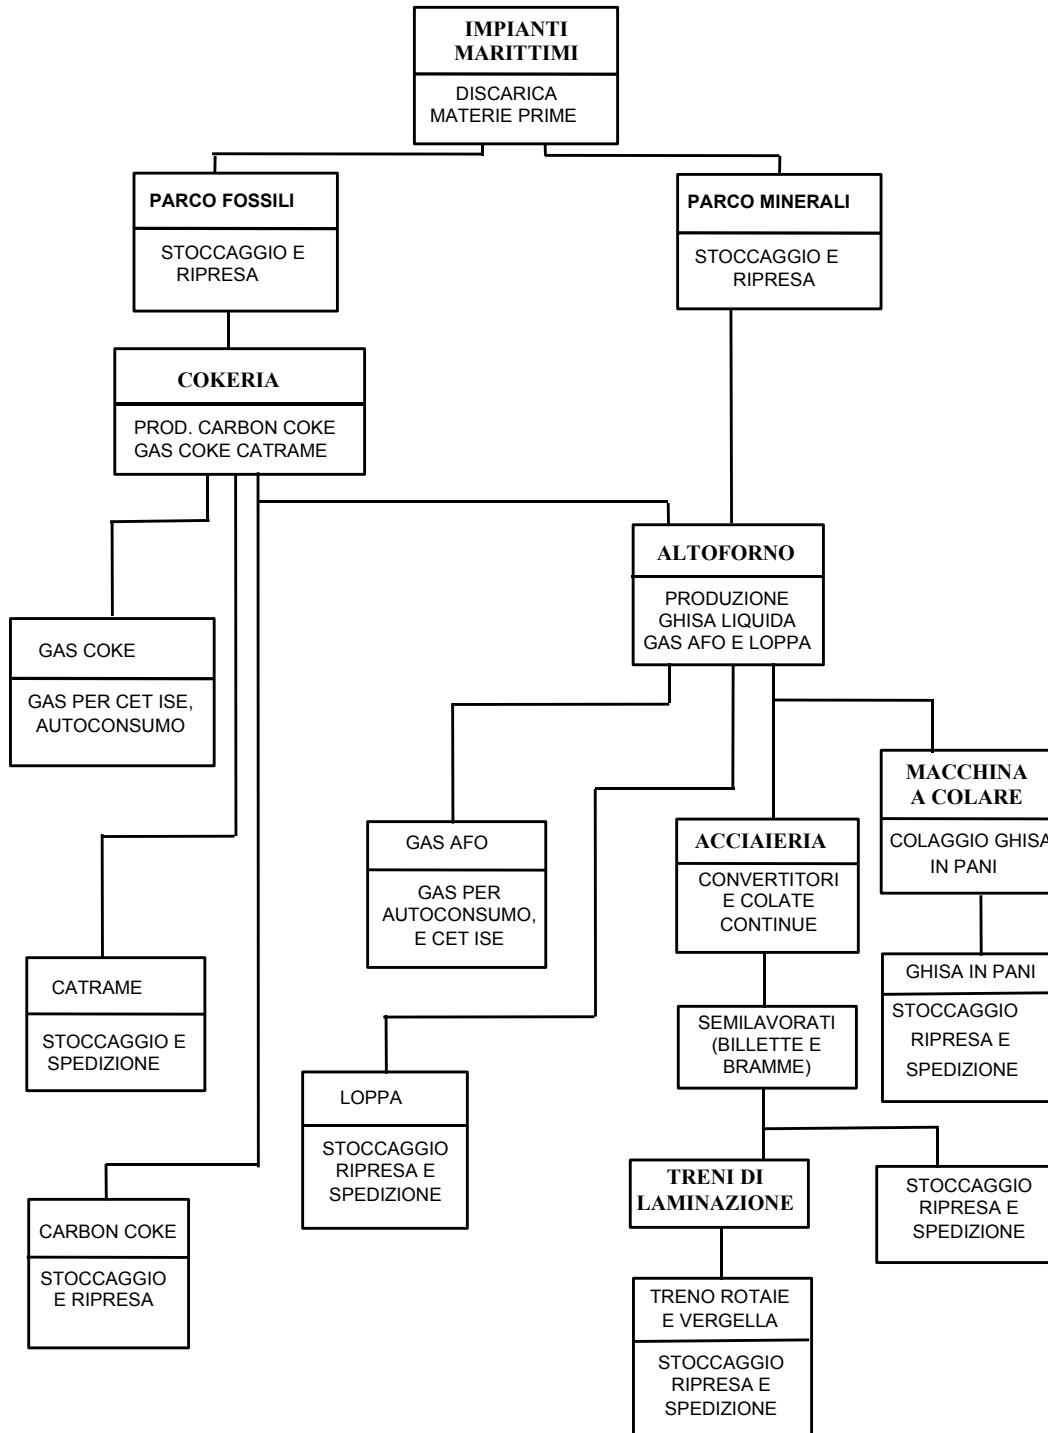 IMPIANTI
MARITTIMI
DISCARICA
MATERIE PRIME
PARCO FOSSILI
STOCCAGGIO E
RIPRESA
PARCO MINERALI
STOCCAGGIO E
RIPRESA
COKERIA
PROD. CARBON COKE
GAS COKE CATRAME
ALTOFORNO
PRODUZIONE
GHISA LIQUIDA
GAS AFO E LOPPA
GAS COKE
GAS PER CET ISE,
AUTOCONSUMO
MACCHINA
A COLARE
COLAGGIO GHISA
IN PANI
GAS AFO
GAS PER
AUTOCONSUMO,
E CET ISE
ACCIAIERIA
CONVERTITORI
E COLATE
CONTINUE
CATRAME
STOCCAGGIO E
SPEDIZIONE
GHISA IN PANI
STOCCAGGIO
RIPRESA E
SPEDIZIONE
SEMILAVORATI
(BILLETTE E
BRAMME)
LOPPA
STOCCAGGIO
RIPRESA E
SPEDIZIONE
TRENI DI
LAMINAZIONE
STOCCAGGIO
RIPRESA E
SPEDIZIONE
CARBON COKE
STOCCAGGIO
E RIPRESA
TRENO ROTAIE
E VERGELLA
STOCCAGGIO
RIPRESA E
SPEDIZIONE